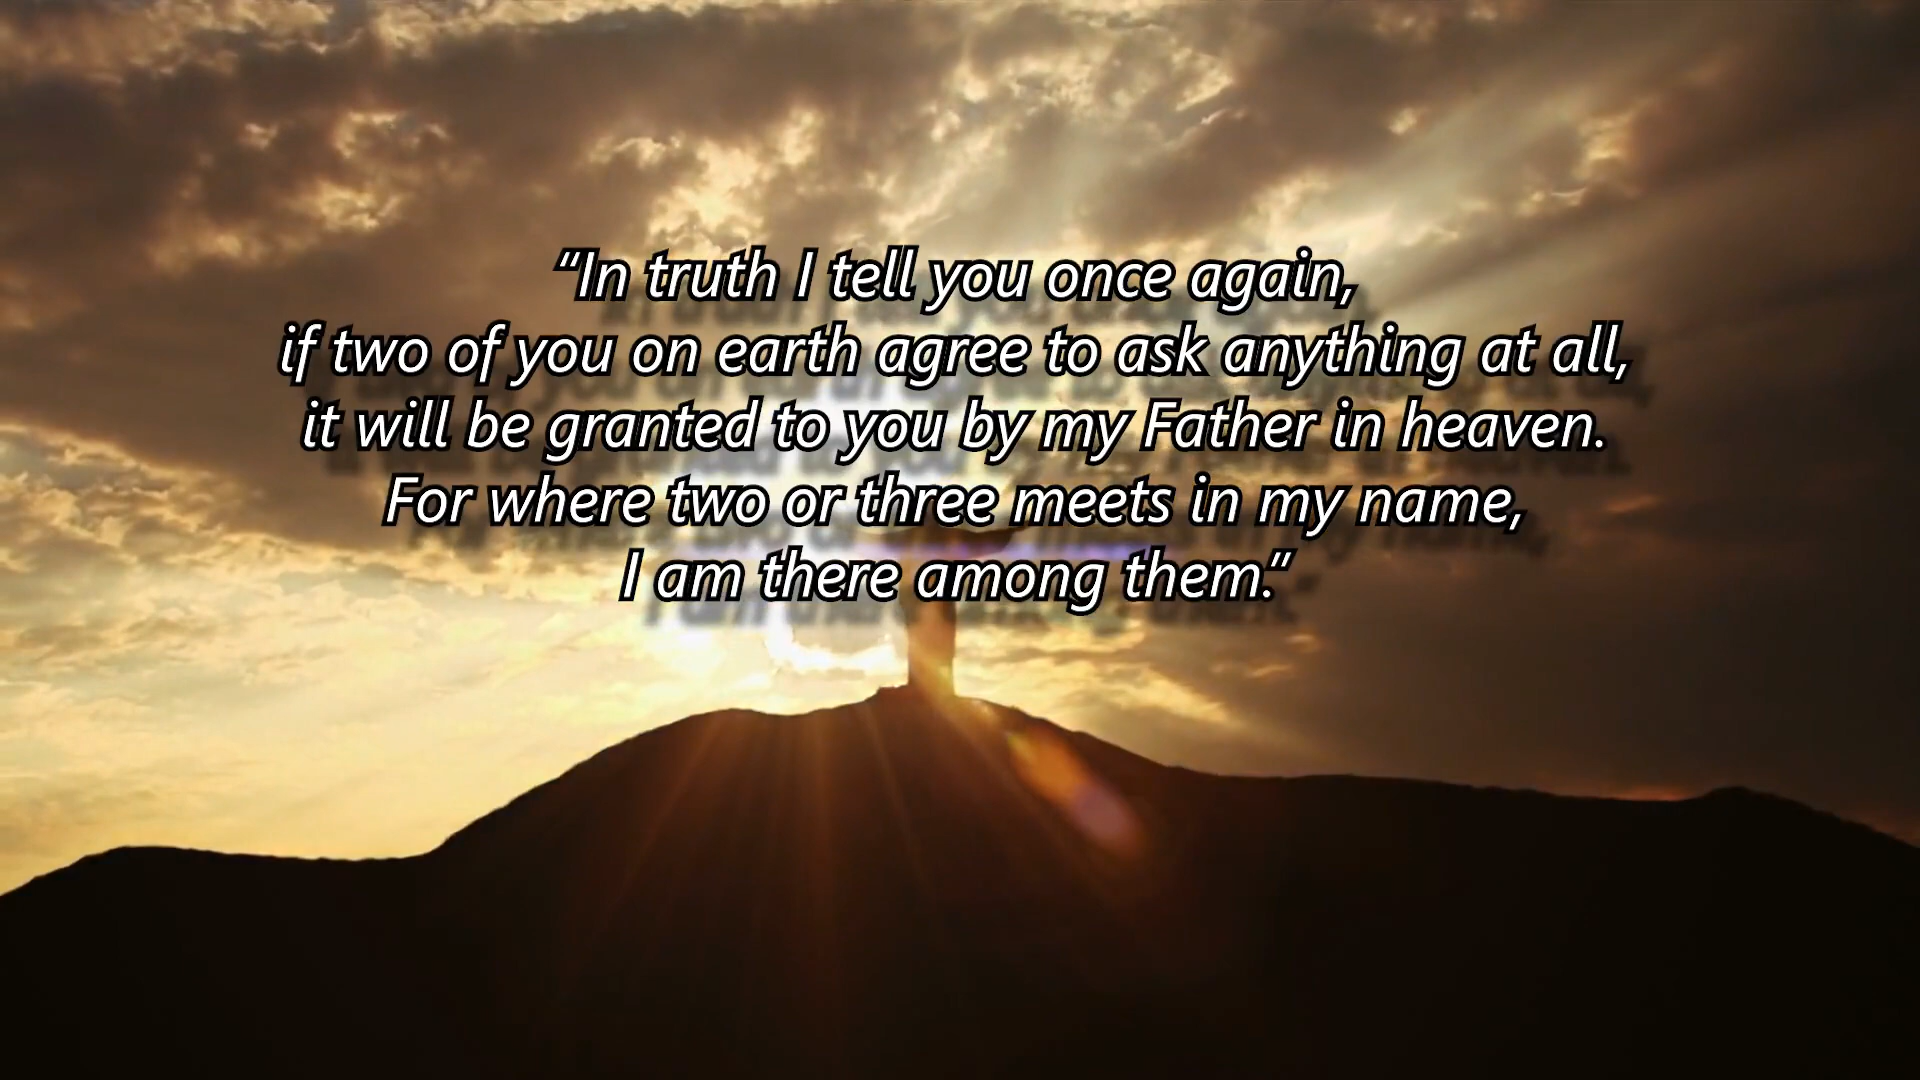 “In truth I tell you once again,
if two of you on earth agree to ask anything at all,
it will be granted to you by my Father in heaven.
For where two or three meets in my name,
I am there among them.”